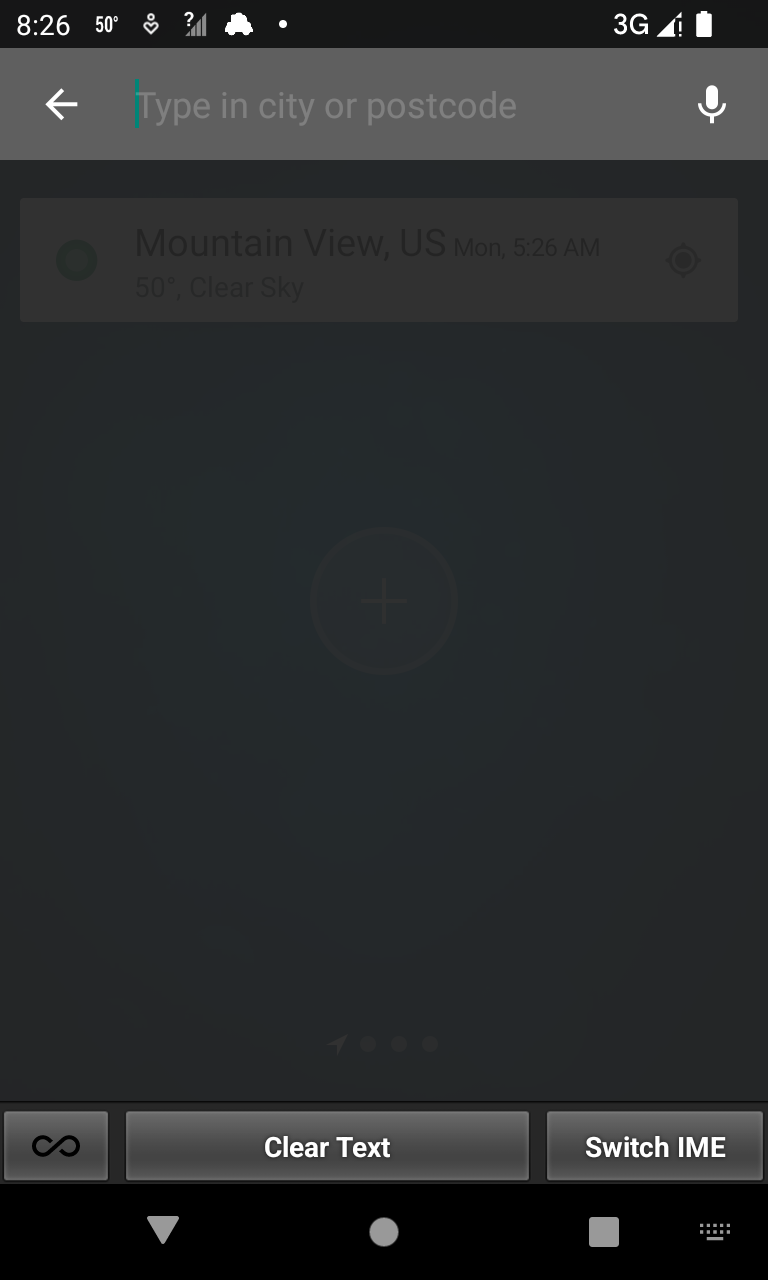 8:26 50° ? 3G
Type in city or postcode
Mountain View, US Mon, 5:26 AM
50°, Clear Sky
Clear Text
Switch IME